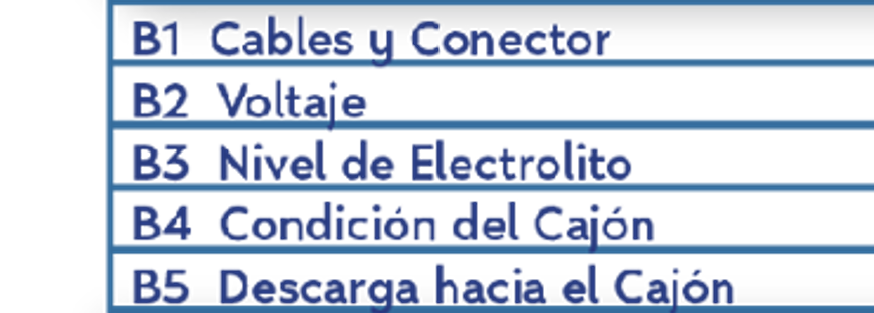 B1 Cables y Conector
B2 Voltaje
B3 Nivel de Electrolito
B4 Condición del Cajón
B5 Descarga hacia el Cajón